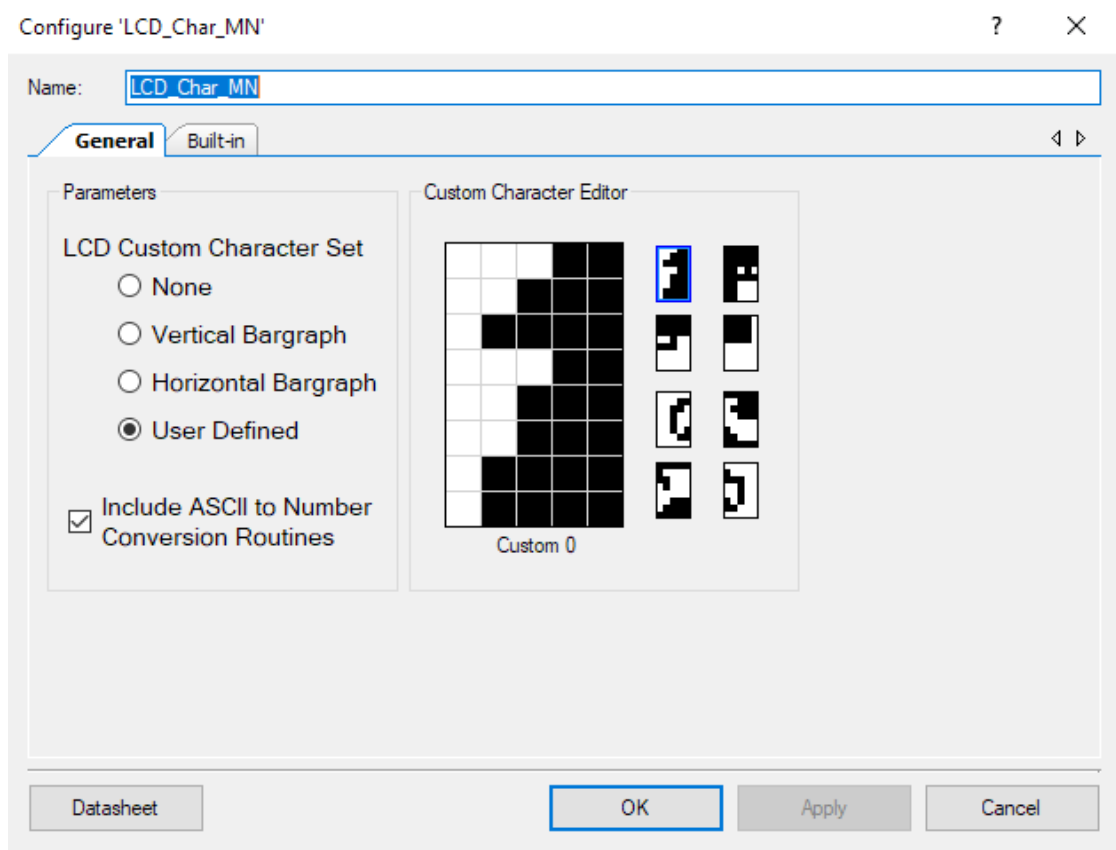 Configure 'LCD_Char_MN'
?
Name:
LCD_Char_MN
General
Built-in
Parameters
LCD Custom Character Set
None
Vertical Bargraph
Horizontal Bargraph
User Defined
Include ASCII to Number
Conversion Routines
Custom Character Editor
Custom 0
Datasheet
OK
Apply
Cancel